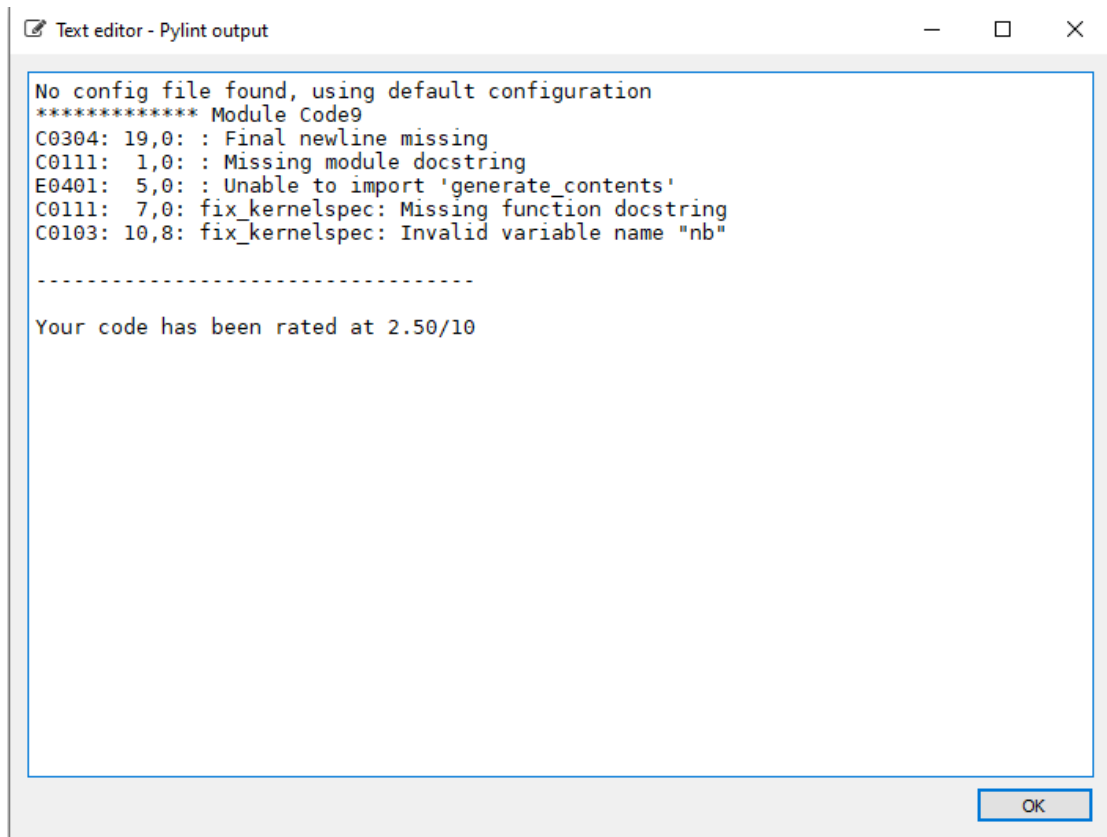 Text editor - Pylint output
No config file found, using default configuration
************* Module Code9
C0304: 19,0: : Final newline missing
C0111:  1,0: : Missing module docstring
E0401:  5,0: : Unable to import 'generate_contents'
C0111:  7,0: fix_kernelspec: Missing function docstring
C0103: 10,8: fix_kernelspec: Invalid variable name "nb"
-----------------------------------
Your code has been rated at 2.50/10
OK